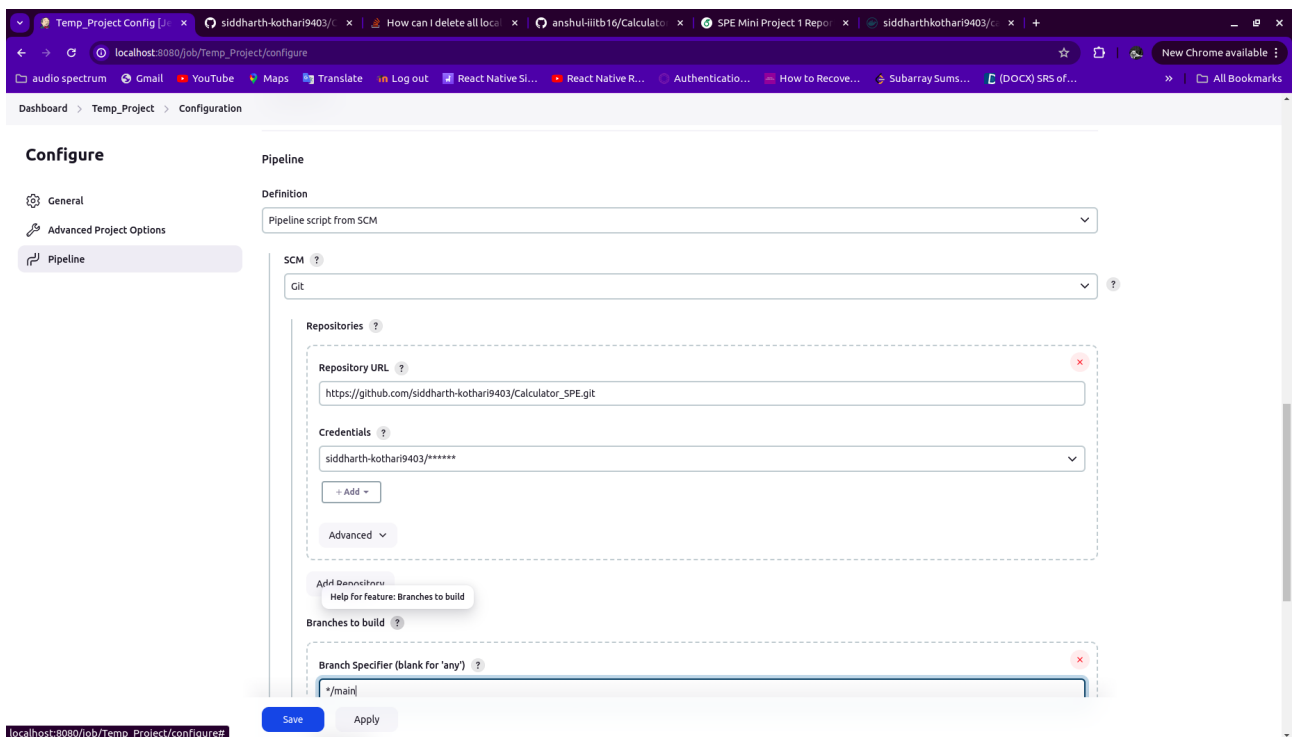 Temp_Project Config [Je
siddharth-kothari9403/C
How can I delete all local
anshul-iiitb16/Calculator
SPE Mini Project 1 Repor
siddharthkothari9403/ca
localhost:8080/job/Temp_Project/configure
New Chrome available
audio spectrum
Gmail
YouTube
Maps
Translate
Log out
React Native Si...
React Native R...
Authenticatio...
How to Recove...
Subarray Sums...
(DOCX) SRS of...
»
All Bookmarks
Dashboard > Temp_Project > Configuration
Configure
General
Advanced Project Options
Pipeline
Pipeline
Definition
Pipeline script from SCM
SCM ?
Git
?
Repositories ?
Repository URL ?
https://github.com/siddharth-kothari9403/Calculator_SPE.git
Credentials ?
siddharth-kothari9403/******
+ Add
Advanced
Add Repository
Help for feature: Branches to build
Branches to build ?
Branch Specifier (blank for 'any') ?
*/main
Save
Apply
localhost:8080/job/Temp_Project/configure#